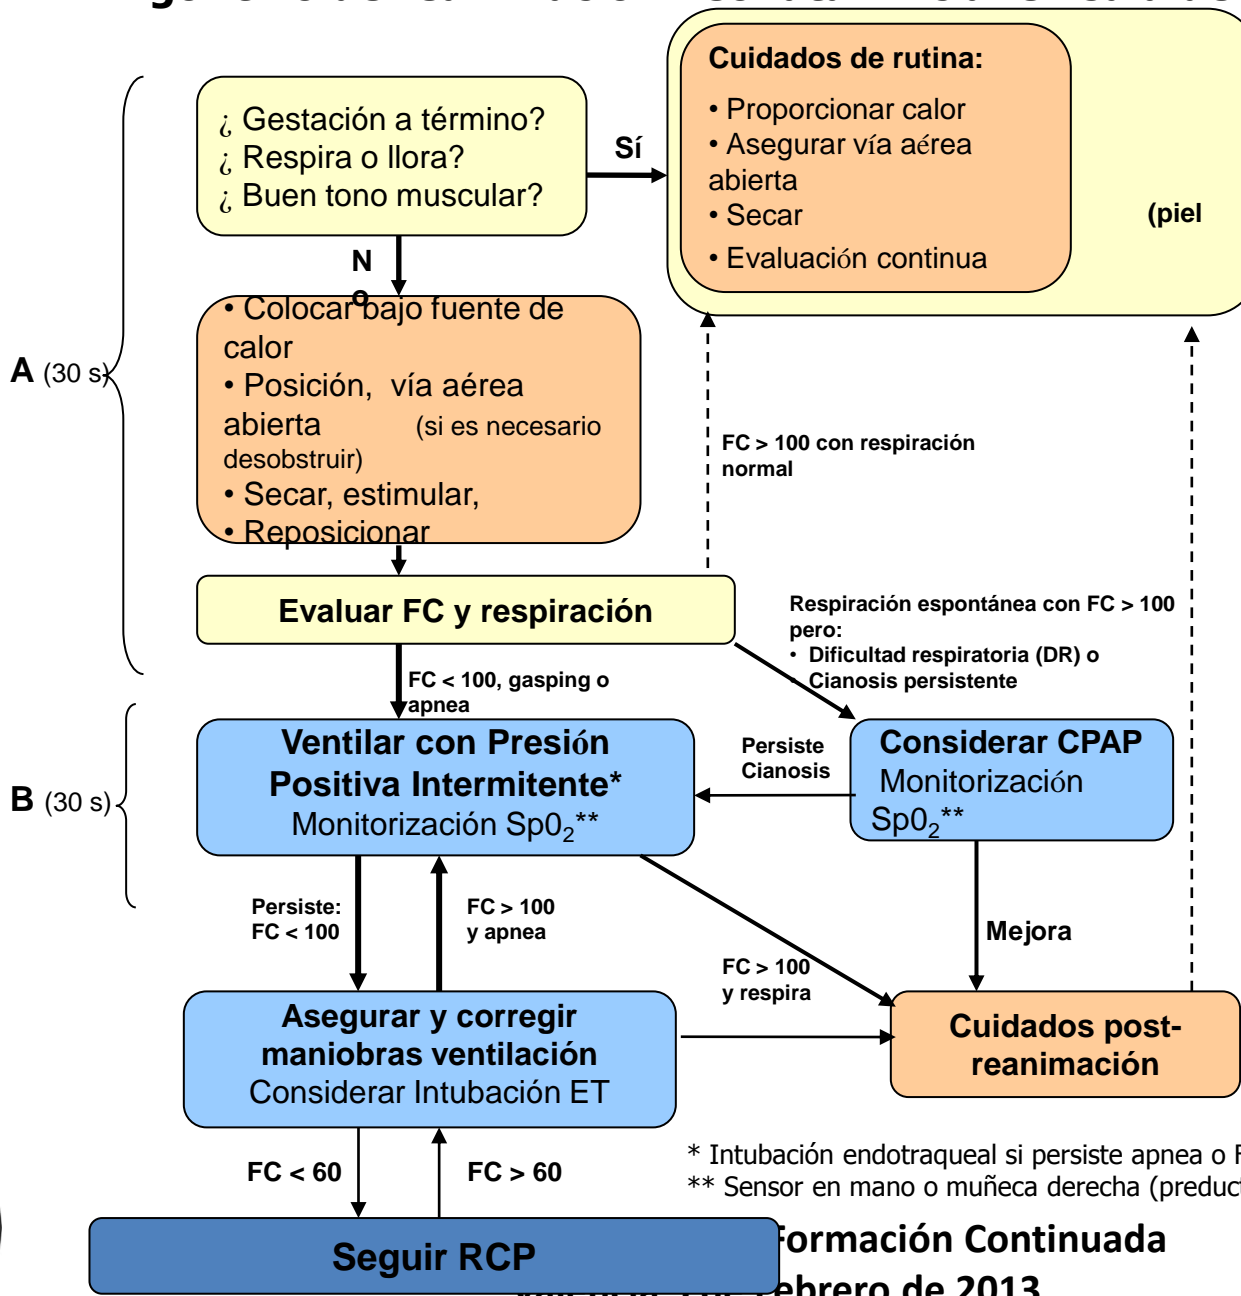 Cuidados de rutina:
• Proporcionar calor
• Asegurar vía aérea
abierta
• Secar
(piel
• Evaluación continua
¿ Gestación a término?
¿ Respira o llora?
¿ Buen tono muscular?
Sí
No
• Colocar bajo fuente de
calor
• Posición, vía aérea
abierta (si es necesario
desobstruir)
• Secar, estimular,
• Reposicionar
A (30 s)
FC > 100 con respiración
normal
Evaluar FC y respiración
Respiración espontánea con FC > 100
pero:
• Dificultad respiratoria (DR) o
• Cianosis persistente
FC < 100, gasping o
apnea
B (30 s)
Ventilar con Presión
Positiva Intermitente*
Monitorización Sp0₂**
Persiste
Cianosis
Considerar CPAP
Monitorización
Sp0₂**
Persiste:
FC < 100
FC > 100
y apnea
FC > 100
y respira
Mejora
Asegurar y corregir
maniobras ventilación
Considerar Intubación ET
Cuidados post-
reanimación
FC < 60
FC > 60
* Intubación endotraqueal si persiste apnea o
** Sensor en mano o muñeca derecha
Seguir RCP
Formación Continuada
Febrero de 2013